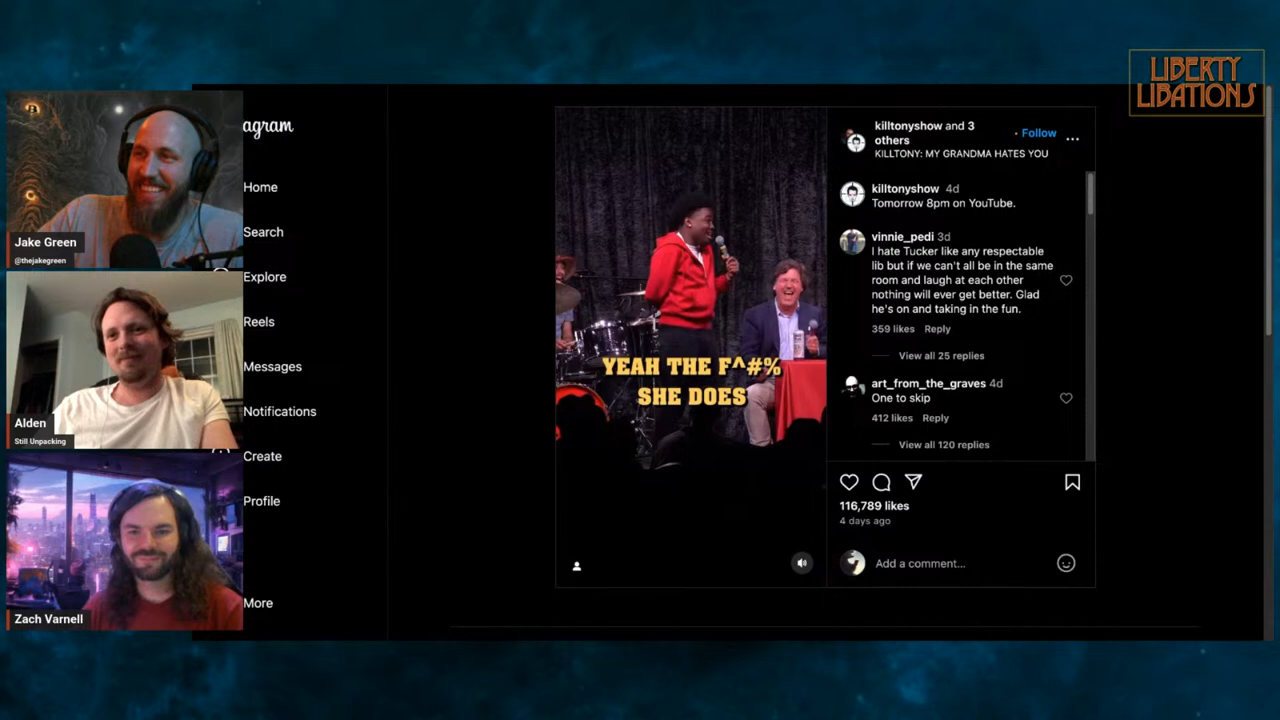 LIBERTY
LIBATIONS
Jake Green
@thejakegreen
Alden
Still Unpacking
Zach Varnell
agram
Home
Search
Explore
Reels
Messages
Notifications
Create
Profile
More
YEAH THE F^#%
SHE DOES
killtonyshow and 3
others
• Follow
KILLTONY: MY GRANDMA HATES YOU
killtonyshow 4d
Tomorrow 8pm on YouTube.
vinnie_pedi 3d
I hate Tucker like any respectable
lib but if we can't all be in the same
room and laugh at each other
nothing will ever get better. Glad
he's on and taking in the fun.
359 likes Reply
View all 25 replies
art_from_the_graves 4d
One to skip
412 likes Reply
View all 120 replies
116,789 likes
4 days ago
Add a comment...